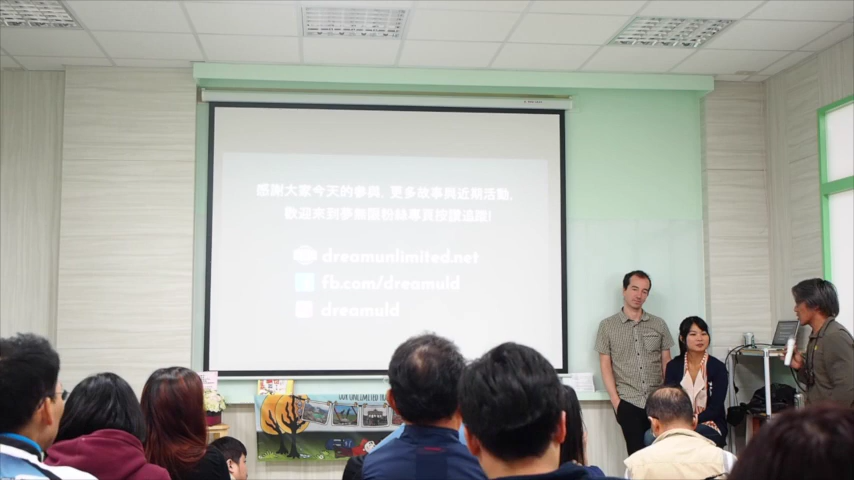 感謝大家今天的參與, 更多故事與近期活動,
歡迎來到夢無限粉絲專頁按讚追蹤!
dreamunlimited.net
fb.com/dreamuld
dreamuld
OUR UNLIMITED